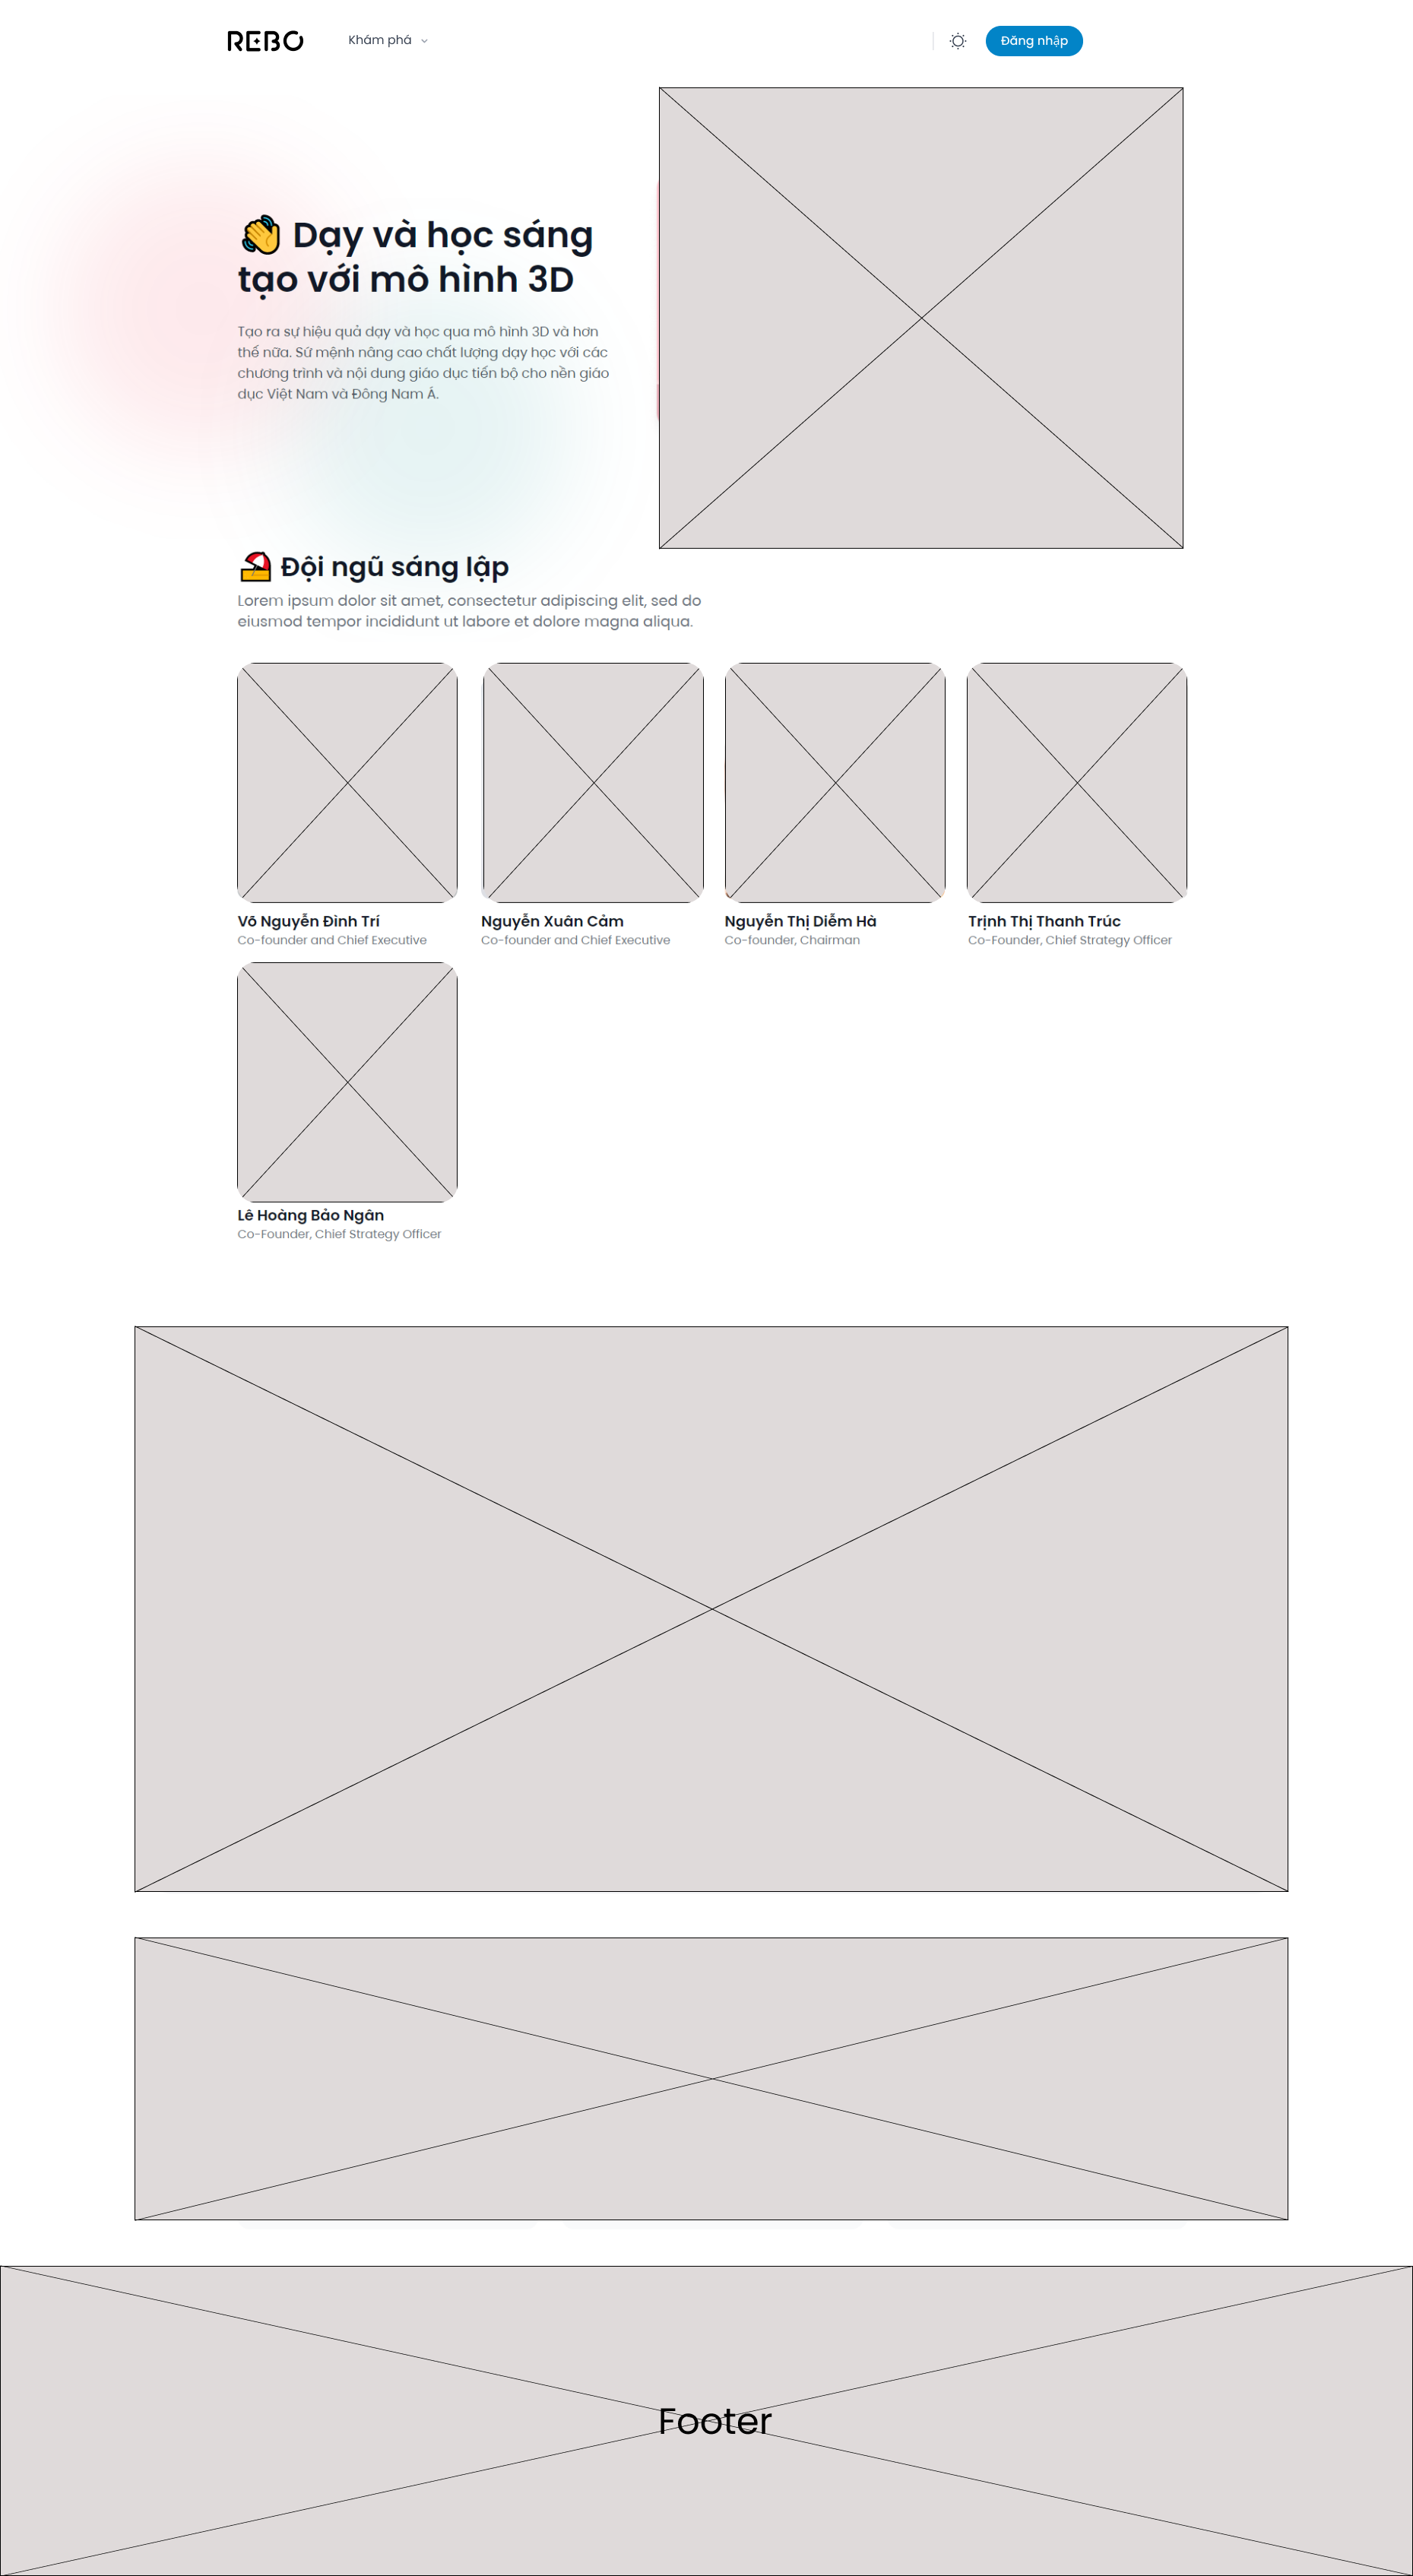 REBO
Khám phá
Đăng nhập
Dạy và học sáng
tạo với mô hình 3D
Tạo ra sự hiệu quả dạy và học qua mô hình 3D và hơn
thế nữa. Sứ mệnh nâng cao chất lượng dạy học với các
chương trình và nội dung giáo dục tiến bộ cho nền giáo
dục Việt Nam và Đông Nam Á.
Đội ngũ sáng lập
Lorem ipsum dolor sit amet, consectetur adipiscing elit, sed do
eiusmod tempor incididunt ut labore et dolore magna aliqua.
Võ Nguyễn Đình Trí
Co-founder and Chief Executive
Nguyễn Xuân Cảm
Co-founder and Chief Executive
Nguyễn Thị Diễm Hà
Co-founder, Chairman
Trịnh Thị Thanh Trúc
Co-Founder, Chief Strategy Officer
Lê Hoàng Bảo Ngân
Co-Founder, Chief Strategy Officer
Footer